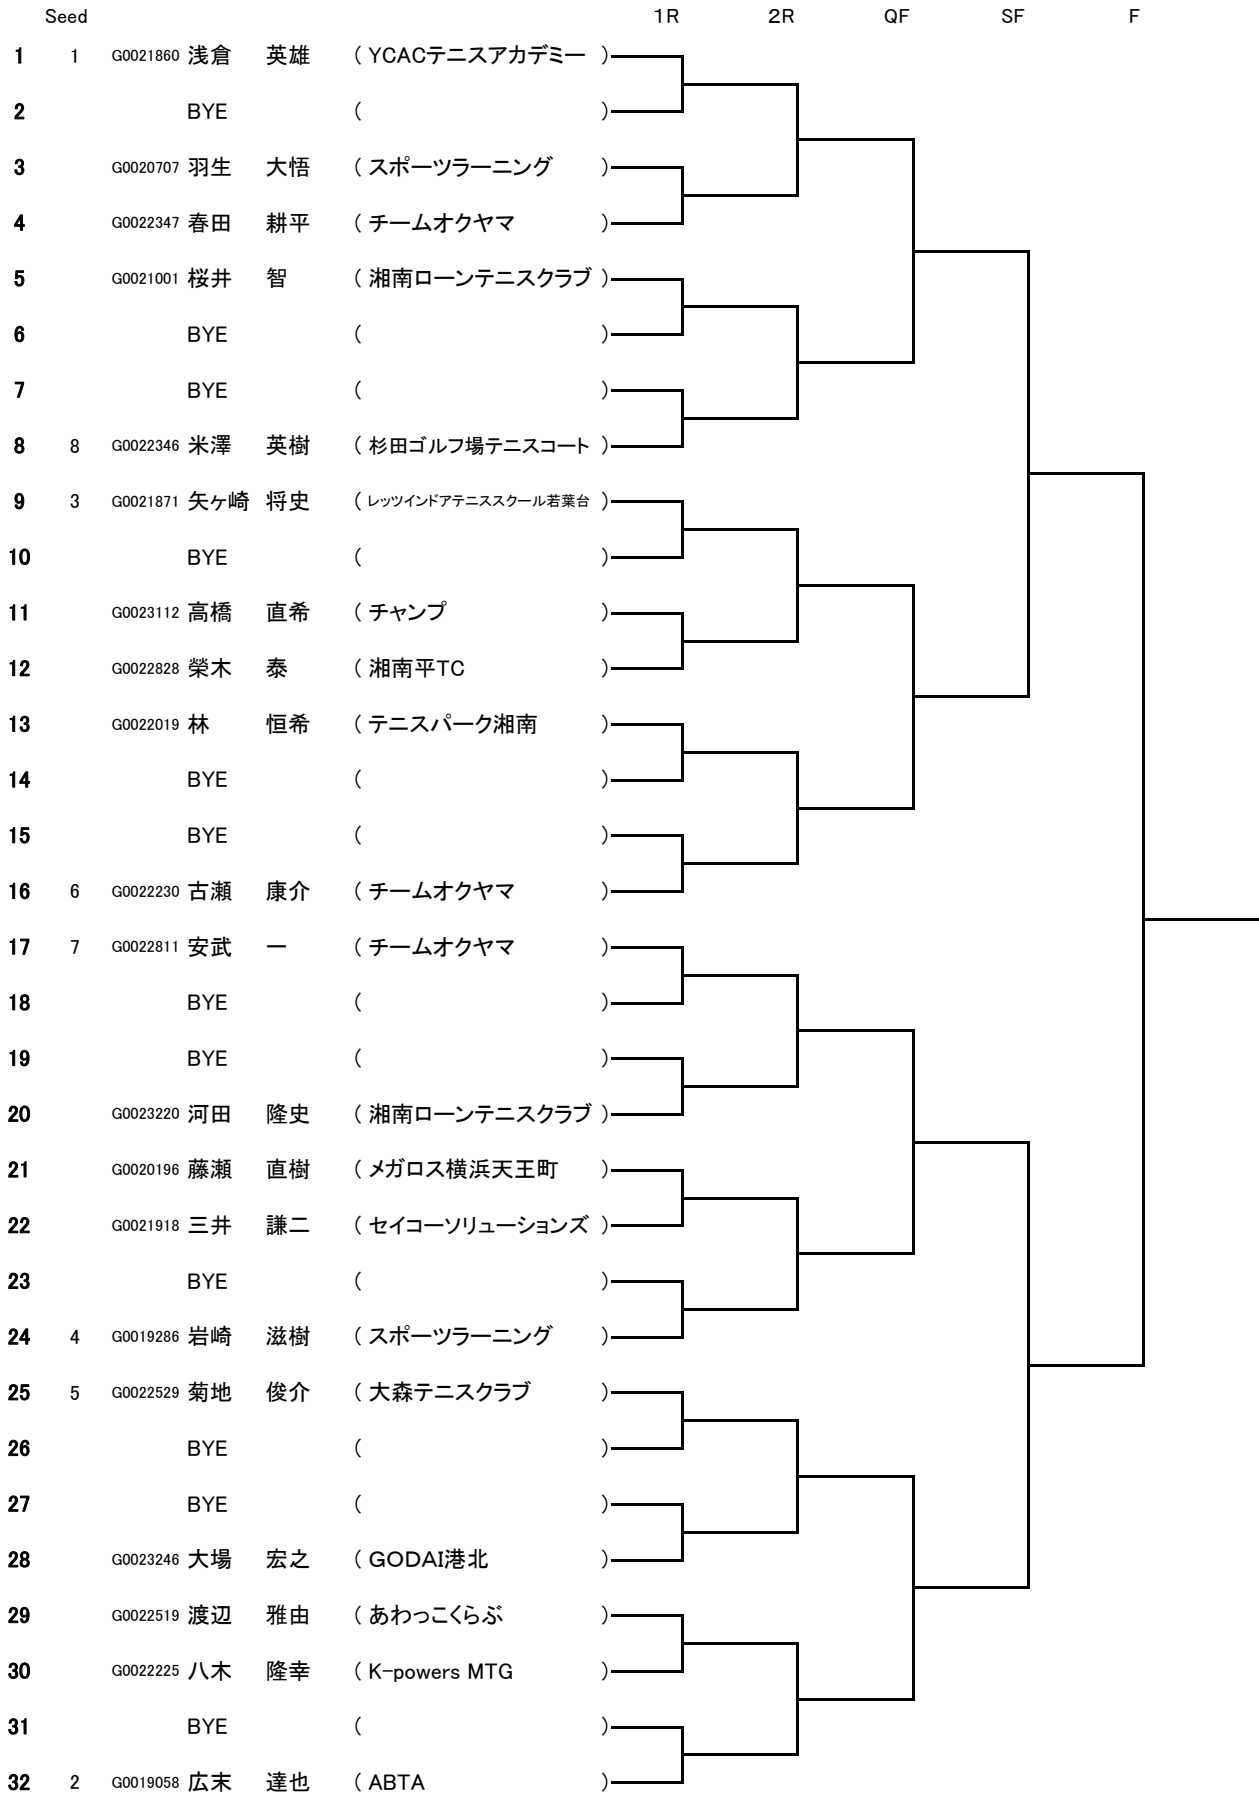 Seed 1R 2R QF SF F
1 1 G0021860 浅倉 英雄 ( YCACテニスアカデミー )
2 BYE ( )
3 G0020707 羽生 大悟 ( スポーツラーニング )
4 G0022347 春田 耕平 ( チームオクヤマ )
5 G0021001 桜井 智 ( 湘南ローンテニスクラブ )
6 BYE ( )
7 BYE ( )
8 8 G0022346 米澤 英樹 ( 杉田ゴルフ場テニスコート )
9 3 G0021871 矢ヶ崎 将史 ( レッツインドアテニススクール若葉台 )
10 BYE ( )
11 G0023112 高橋 直希 ( チャンプ )
12 G0022828 榮木 泰 ( 湘南平TC )
13 G0022019 林 恒希 ( テニスパーク湘南 )
14 BYE ( )
15 BYE ( )
16 6 G0022230 古瀬 康介 ( チームオクヤマ )
17 7 G0022811 安武 一 ( チームオクヤマ )
18 BYE ( )
19 BYE ( )
20 G0023220 河田 隆史 ( 湘南ローンテニスクラブ )
21 G0020196 藤瀬 直樹 ( メガロス横浜天王町 )
22 G0021918 三井 謙二 ( セイコーソリューションズ )
23 BYE ( )
24 4 G0019286 岩崎 滋樹 ( スポーツラーニング )
25 5 G0022529 菊地 俊介 ( 大森テニスクラブ )
26 BYE ( )
27 BYE ( )
28 G0023246 大場 宏之 ( GODAI港北 )
29 G0022519 渡辺 雅由 ( あわっこくらぶ )
30 G0022225 八木 隆幸 ( K-powers MTG )
31 BYE ( )
32 2 G0019058 広末 達也 ( ABTA )